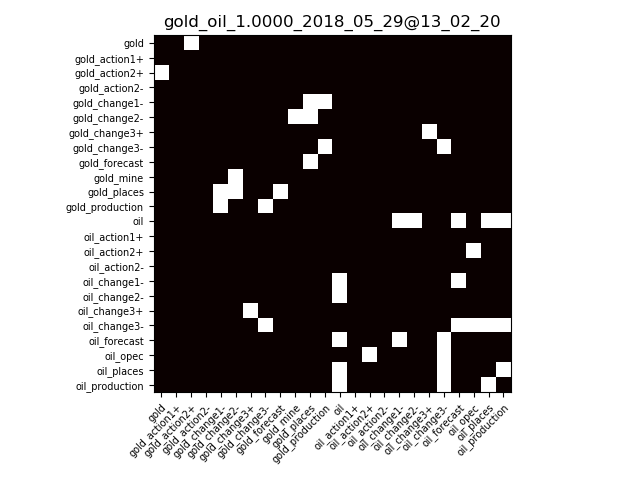 gold_oil_1.0000_2018_05_29@13_02_20
gold
gold_action1+
gold_action2+
gold_action2-
gold_change1-
gold_change2-
gold_change3+
gold_change3-
gold_forecast
gold_mine
gold_places
gold_production
oil
oil_action1+
oil_action2+
oil_action2-
oil_change1-
oil_change2-
oil_change3+
oil_change3-
oil_forecast
oil_opec
oil_places
oil_production
gold
gold_action1+
gold_action2+
gold_action2-
gold_change1-
gold_change2-
gold_change3+
gold_change3-
gold_forecast
gold_mine
gold_places
gold_production
oil
oil_action1+
oil_action2+
oil_action2-
oil_change1-
oil_change2-
oil_change3+
oil_change3-
oil_forecast
oil_opec
oil_places
oil_production